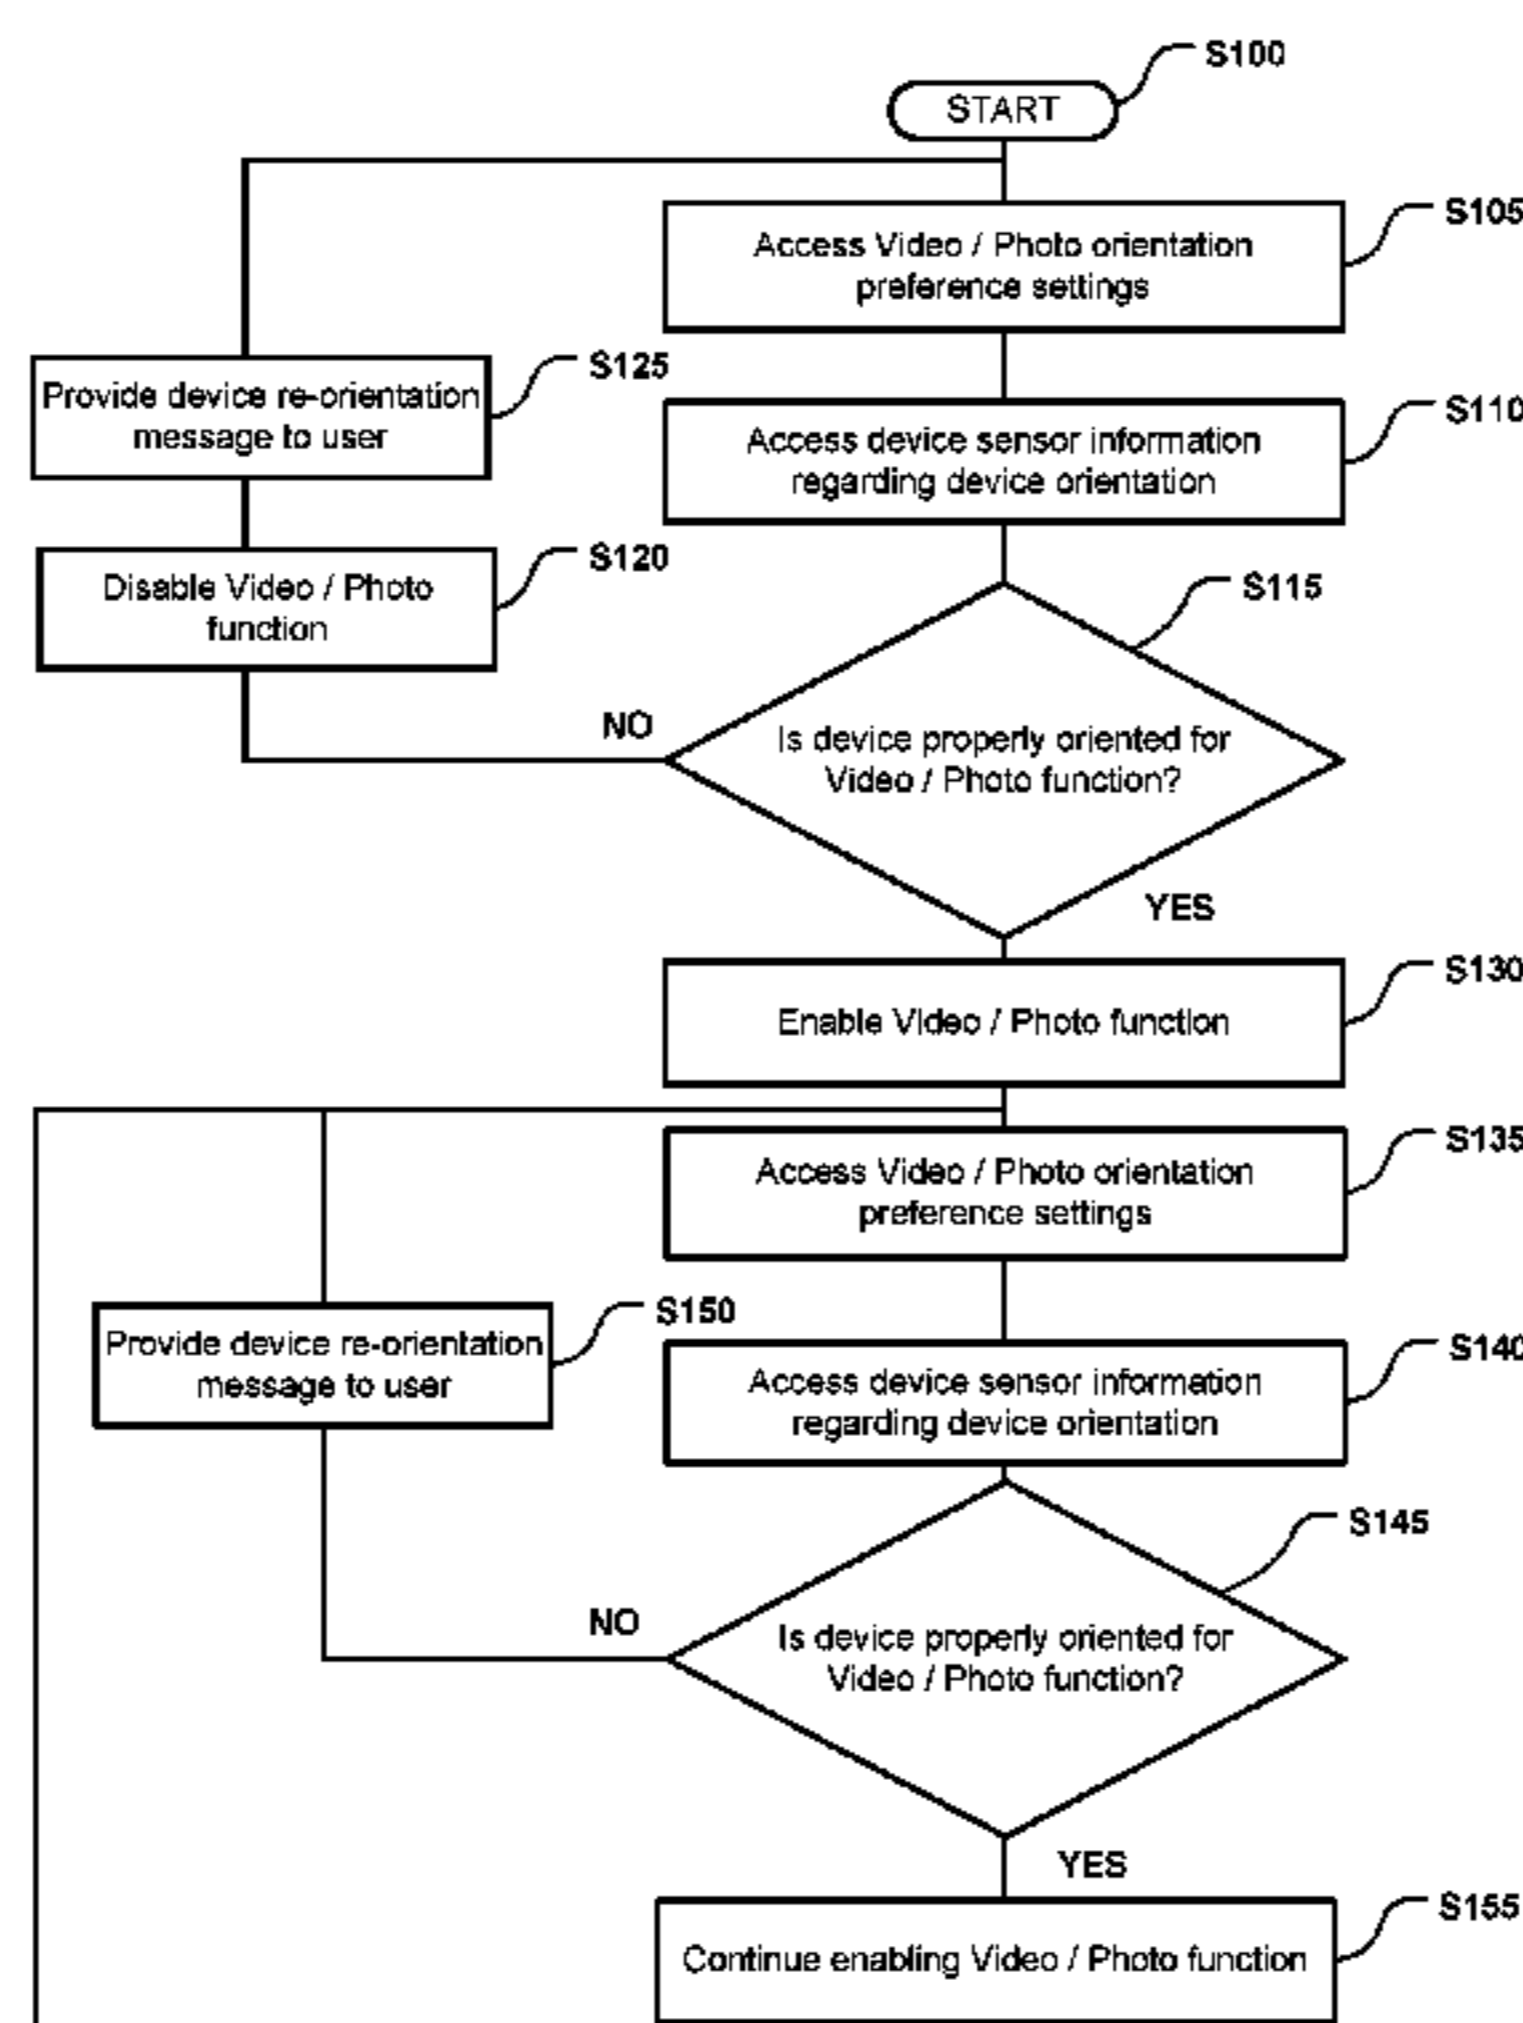 S100
START
S105
Access Video / Photo orientation
preference settings
S125
Provide device re-orientation
message to user
S110
Access device sensor information
regarding device orientation
S120
Disable Video / Photo
function
S115
NO
Is device properly oriented for
Video / Photo function?
YES
S130
Enable Video / Photo function
S135
Access Video / Photo orientation
preference settings
S150
Provide device re-orientation
message to user
S140
Access device sensor information
regarding device orientation
S145
NO
Is device properly oriented for
Video / Photo function?
YES
S155
Continue enabling Video / Photo function